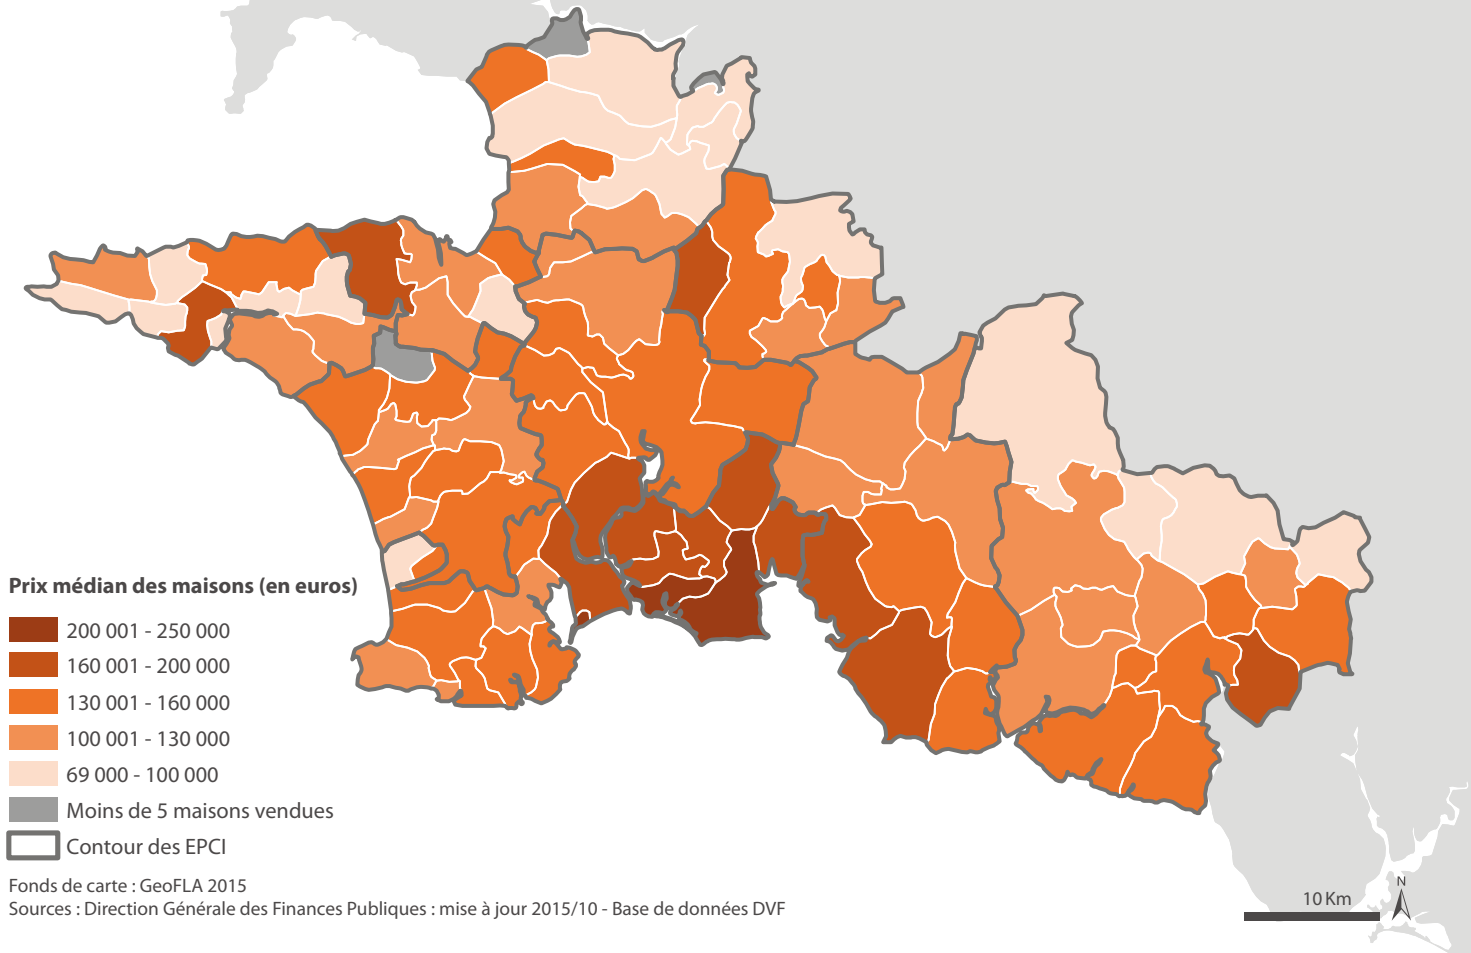 Prix médian des maisons (en euros)
200 001 - 250 000
160 001 - 200 000
130 001 - 160 000
100 001 - 130 000
69 000 - 100 000
Moins de 5 maisons vendues
Contour des EPCI
Fonds de carte : GeoFLA 2015
Sources : Direction Générale des Finances Publiques : mise à jour 2015/10 - Base de données DVF
10 Km
N